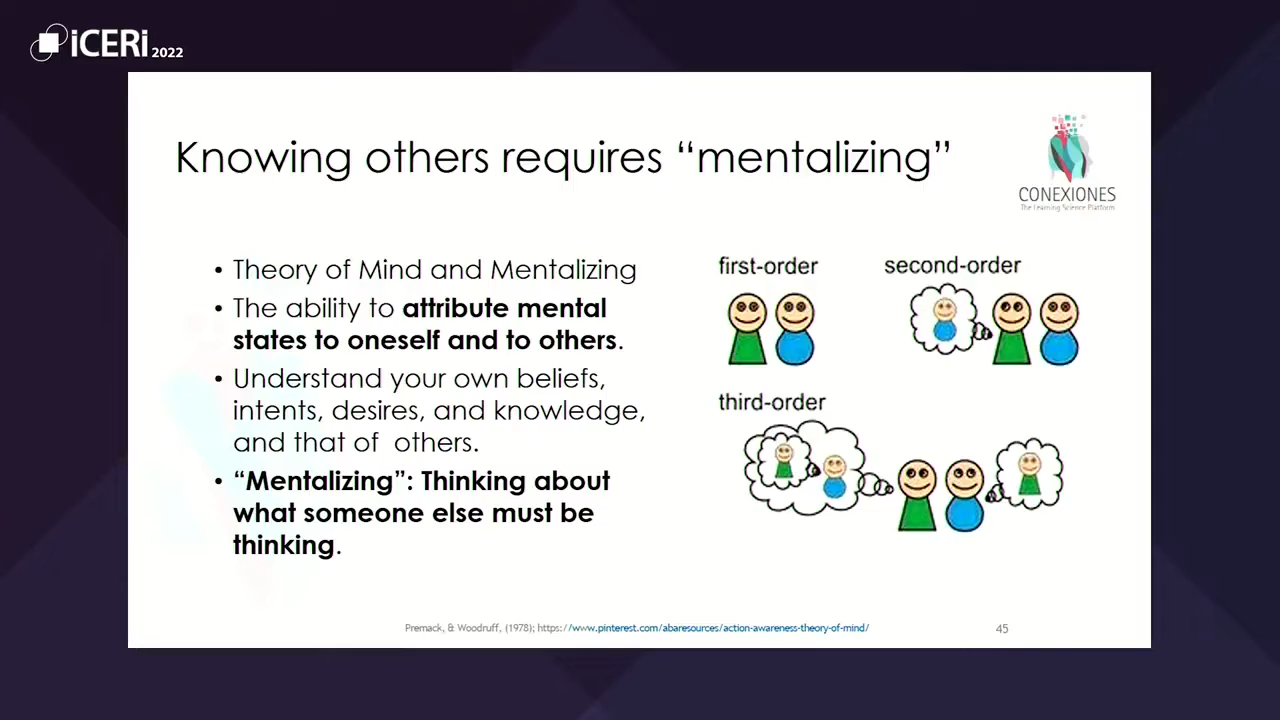 iCERi 2022
Knowing others requires “mentalizing”
CONEXIONES
The Learning Science Platform
• Theory of Mind and Mentalizing
• The ability to attribute mental
states to oneself and to others.
• Understand your own beliefs,
intents, desires, and knowledge,
and that of others.
• “Mentalizing”: Thinking about
what someone else must be
thinking.
first-order
second-order
third-order
Premack, & Woodruff, (1978); https://www.pinterest.com/abaresources/action-awareness-theory-of-mind/
45